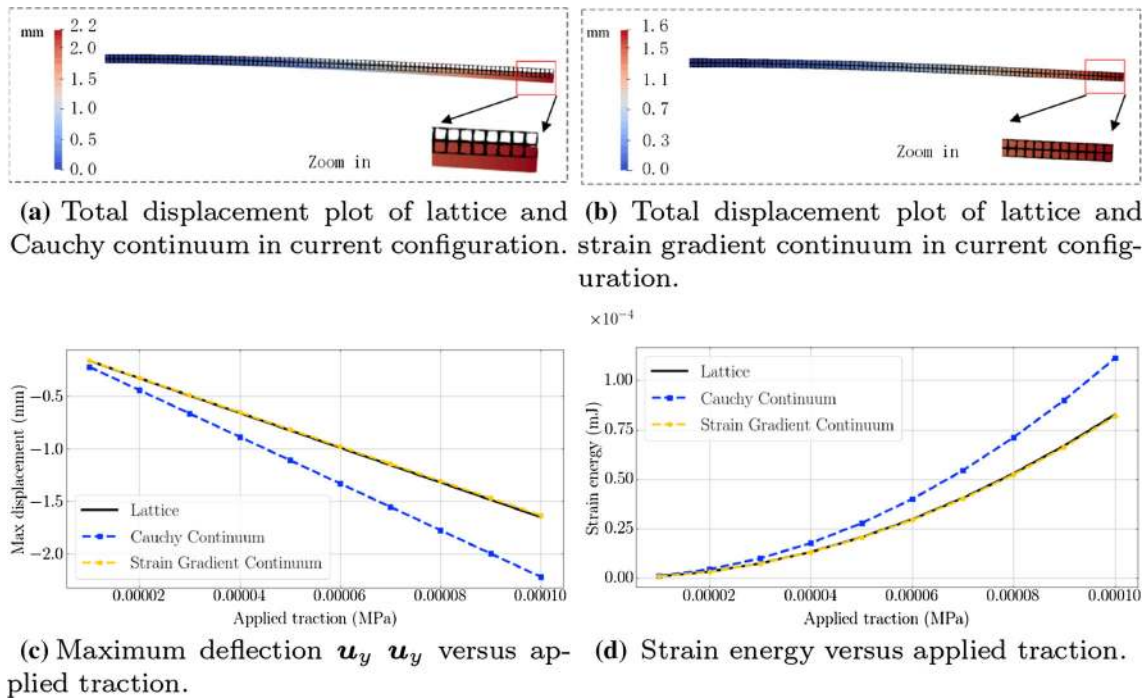 mm
2.2
2.0
1.5
1.0
0.5
0.0
Zoom in
mm
1.6
1.5
1.1
0.7
0.3
0.0
Zoom in
(a) Total displacement plot of lattice and
Cauchy continuum in current configuration.
(b) Total displacement plot of lattice and
strain gradient continuum in current config-
uration.
−0.5
−1.0
−1.5
−2.0
Max displacement (mm)
Lattice
Cauchy Continuum
Strain Gradient Continuum
0.00002 0.00004 0.00006 0.00008 0.00010
Applied traction (MPa)
(c) Maximum deflection u_y u_y versus ap-
plied traction.
×10⁻⁴
1.00
0.75
0.50
0.25
0.00
Strain energy (mJ)
Lattice
Cauchy Continuum
Strain Gradient Continuum
0.00002 0.00004 0.00006 0.00008 0.00010
Applied traction (MPa)
(d) Strain energy versus applied traction.